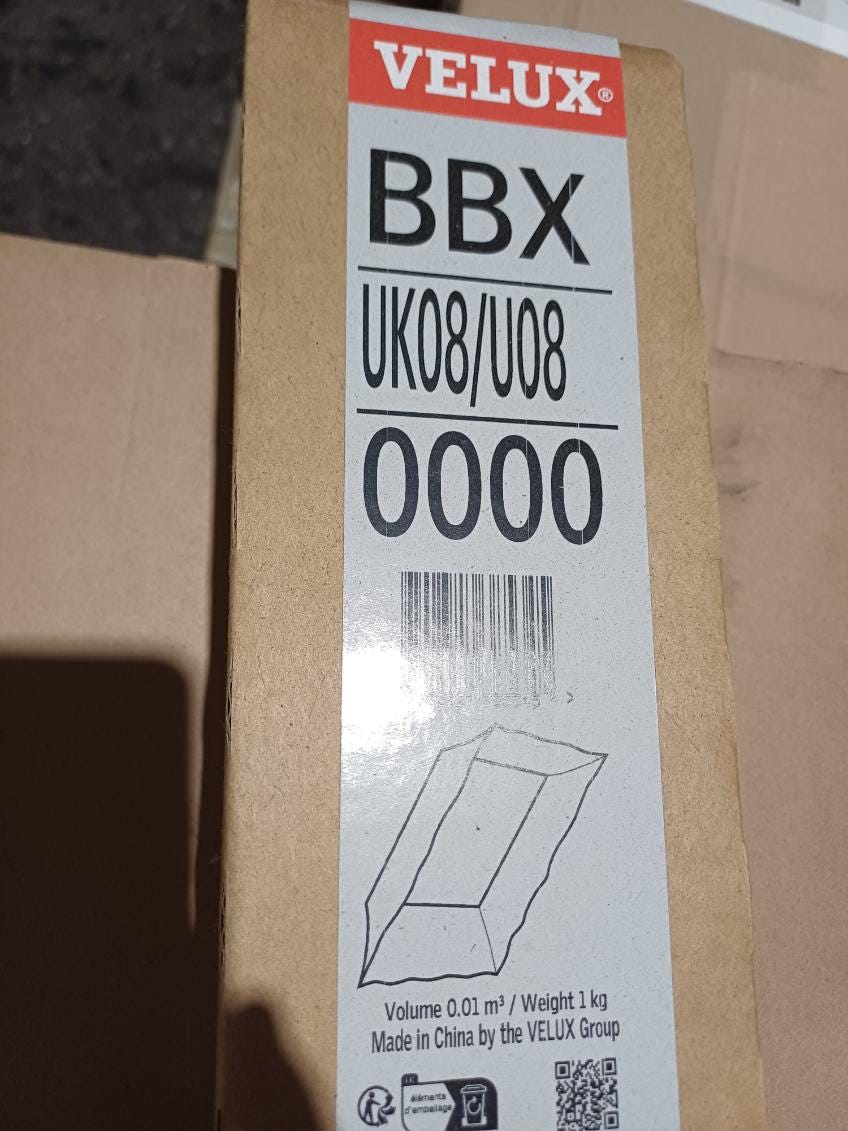 VELUX®
BBX
UK08/U08
0000
Volume 0.01 m³ / Weight 1 kg
Made in China by the VELUX Group
éléments
d'emballage